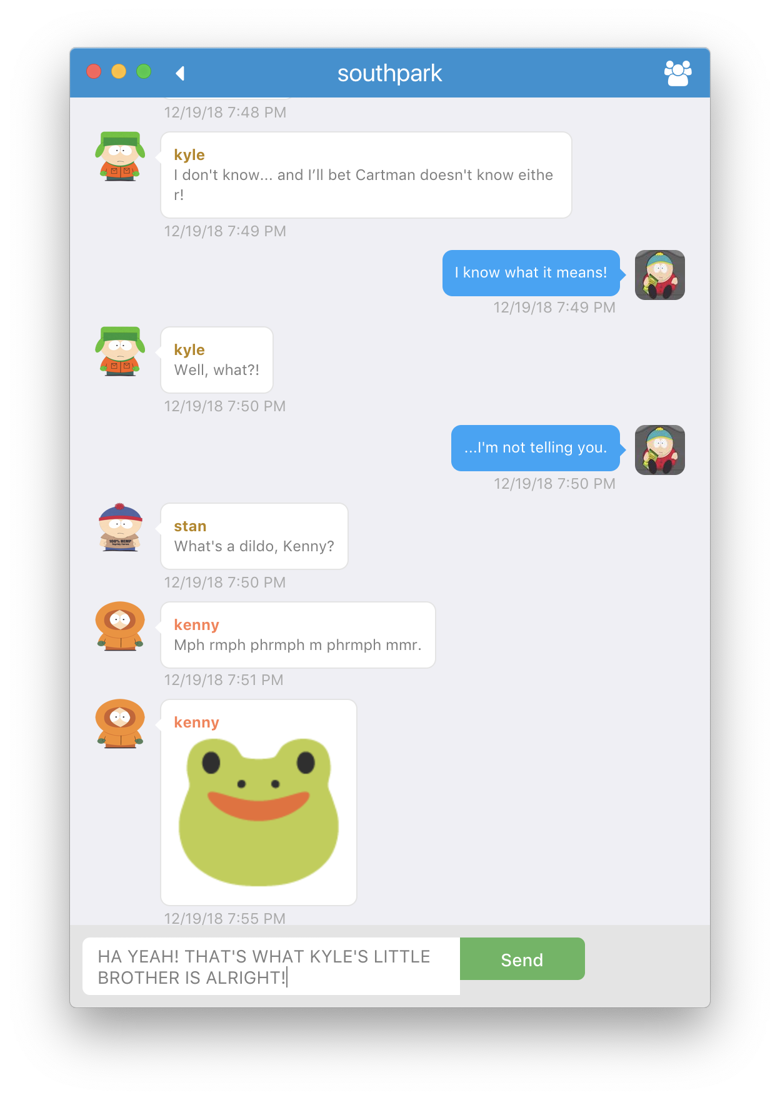 southpark
12/19/18 7:48 PM
kyle
I don't know... and I’ll bet Cartman doesn't know eithe
r!
12/19/18 7:49 PM
I know what it means!
12/19/18 7:49 PM
kyle
Well, what?!
12/19/18 7:50 PM
...I'm not telling you.
12/19/18 7:50 PM
stan
What's a dildo, Kenny?
12/19/18 7:50 PM
kenny
Mph rmph phrmph m phrmph mmr.
12/19/18 7:51 PM
kenny
12/19/18 7:55 PM
HA YEAH! THAT'S WHAT KYLE'S LITTLE
BROTHER IS ALRIGHT!
Send